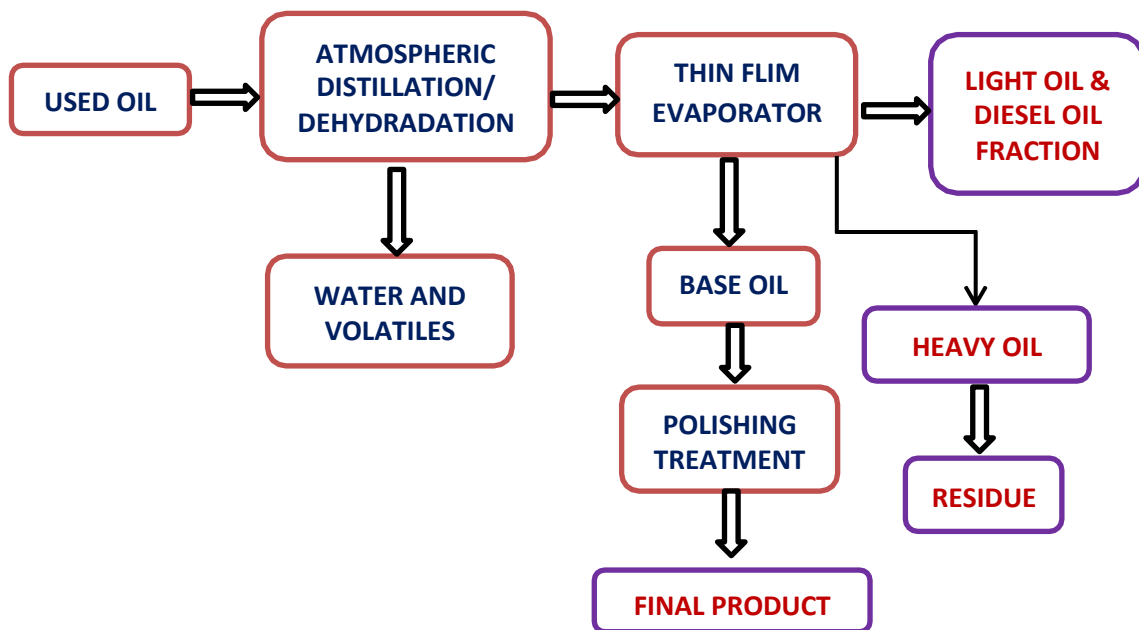 USED OIL
ATMOSPHERIC
DISTILLATION/
DEHYDRADATION
THIN FLIM
EVAPORATOR
LIGHT OIL &
DIESEL OIL
FRACTION
WATER AND
VOLATILES
BASE OIL
HEAVY OIL
POLISHING
TREATMENT
RESIDUE
FINAL PRODUCT